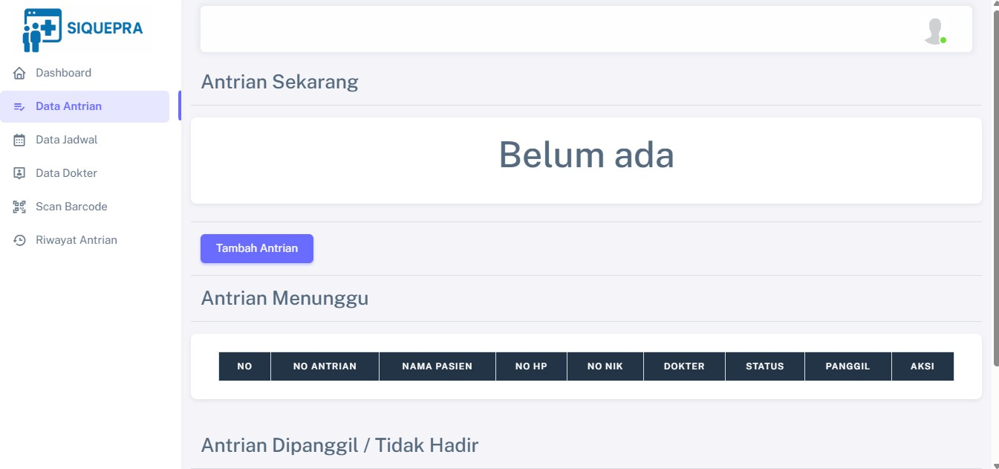 SIQUEPRA
Dashboard
Data Antrian
Data Jadwal
Data Dokter
Scan Barcode
Riwayat Antrian
Antrian Sekarang
Belum ada
Tambah Antrian
Antrian Menunggu
NO NO ANTRIAN NAMA PASIEN NO HP NO NIK DOKTER STATUS PANGGIL AKSI
Antrian Dipanggil / Tidak Hadir